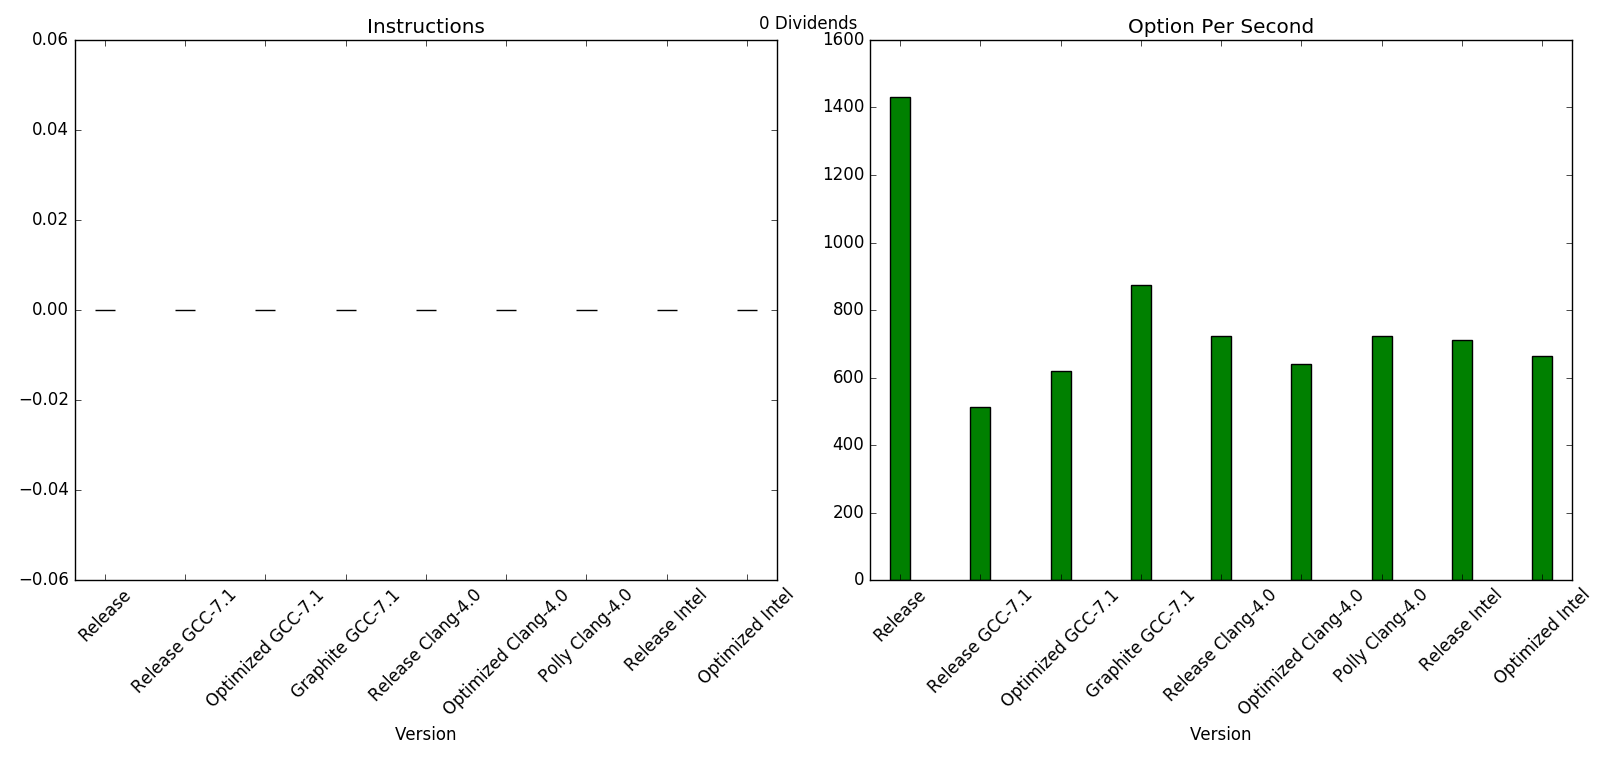 0 Dividends
Instructions
0.06
0.04
0.02
0.00
−0.02
−0.04
−0.06
Release
Release GCC-7.1
Optimized GCC-7.1
Graphite GCC-7.1
Release Clang-4.0
Optimized Clang-4.0
Polly Clang-4.0
Release Intel
Optimized Intel
Version
Option Per Second
1600
1400
1200
1000
800
600
400
200
0
Release
Release GCC-7.1
Optimized GCC-7.1
Graphite GCC-7.1
Release Clang-4.0
Optimized Clang-4.0
Polly Clang-4.0
Release Intel
Optimized Intel
Version